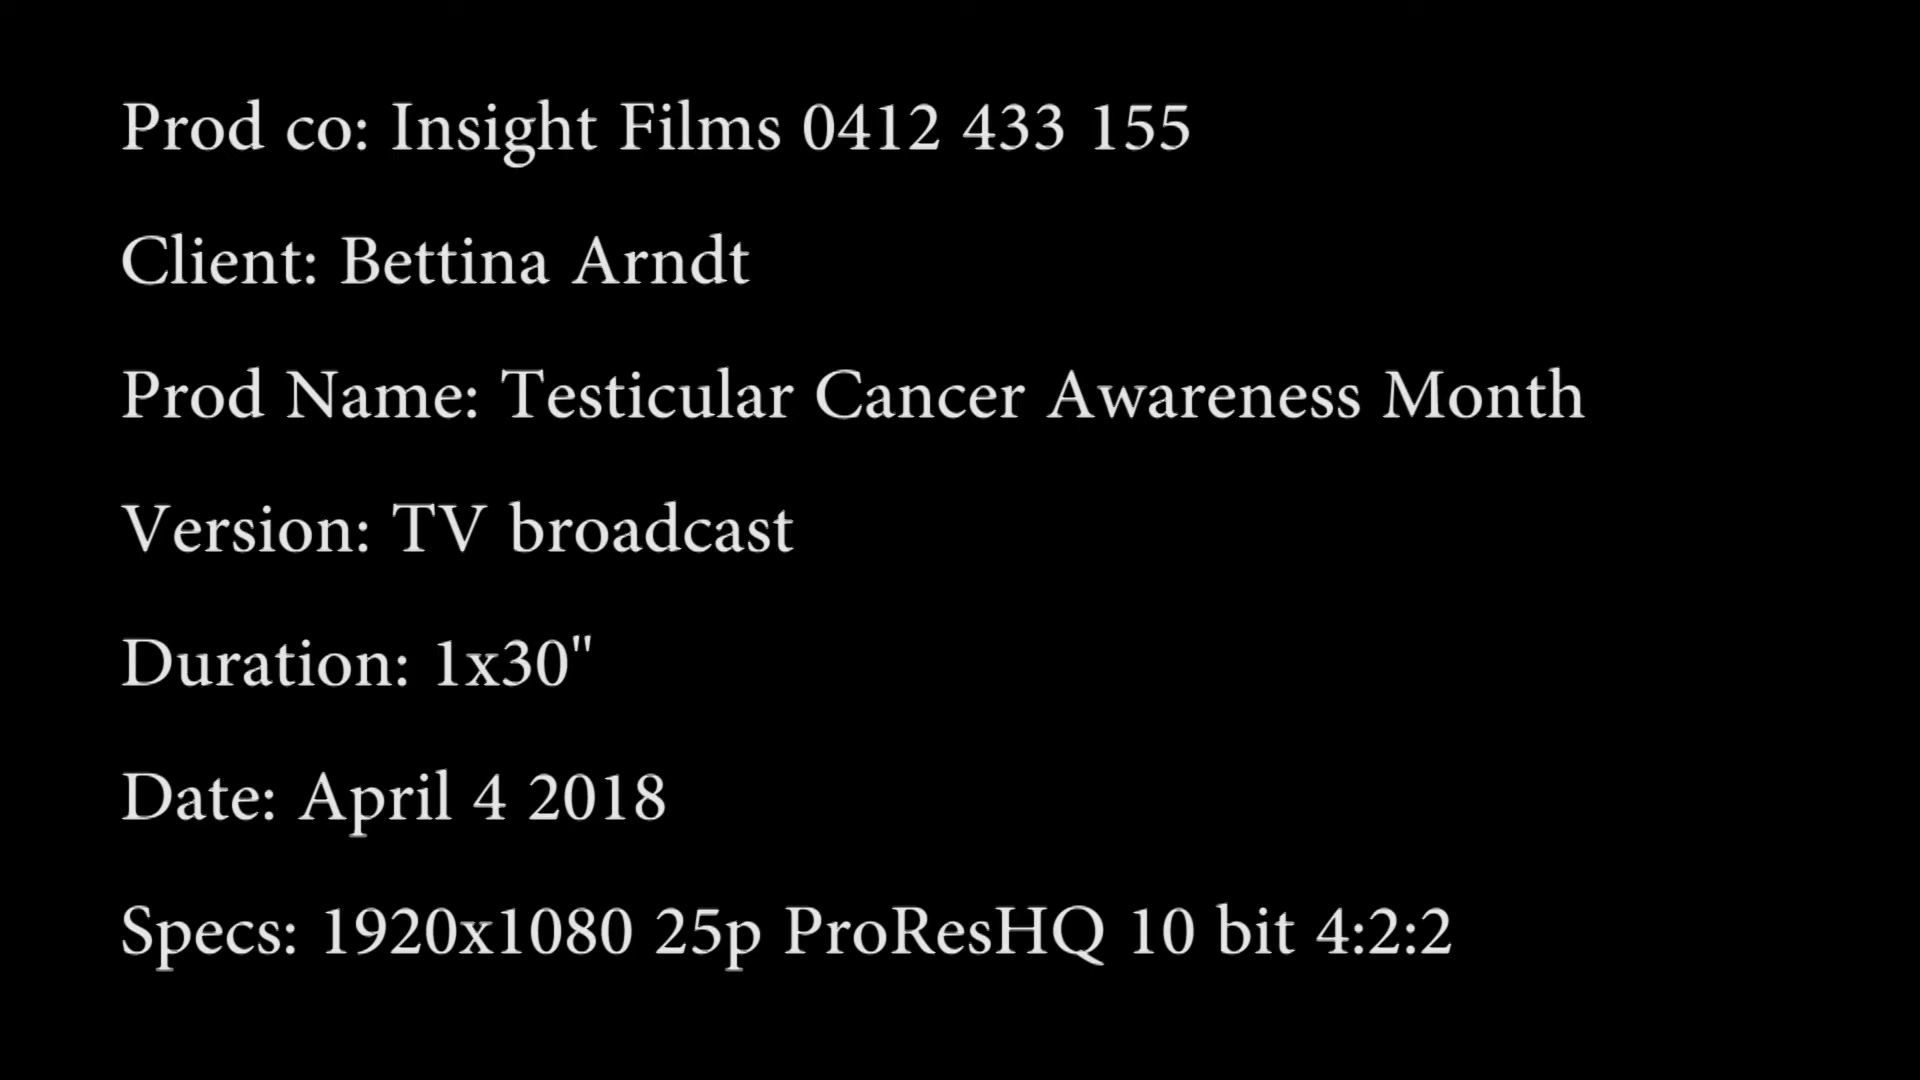 Prod co: Insight Films 0412 433 155
Client: Bettina Arndt
Prod Name: Testicular Cancer Awareness Month
Version: TV broadcast
Duration: 1x30"
Date: April 4 2018
Specs: 1920x1080 25p ProResHQ 10 bit 4:2:2